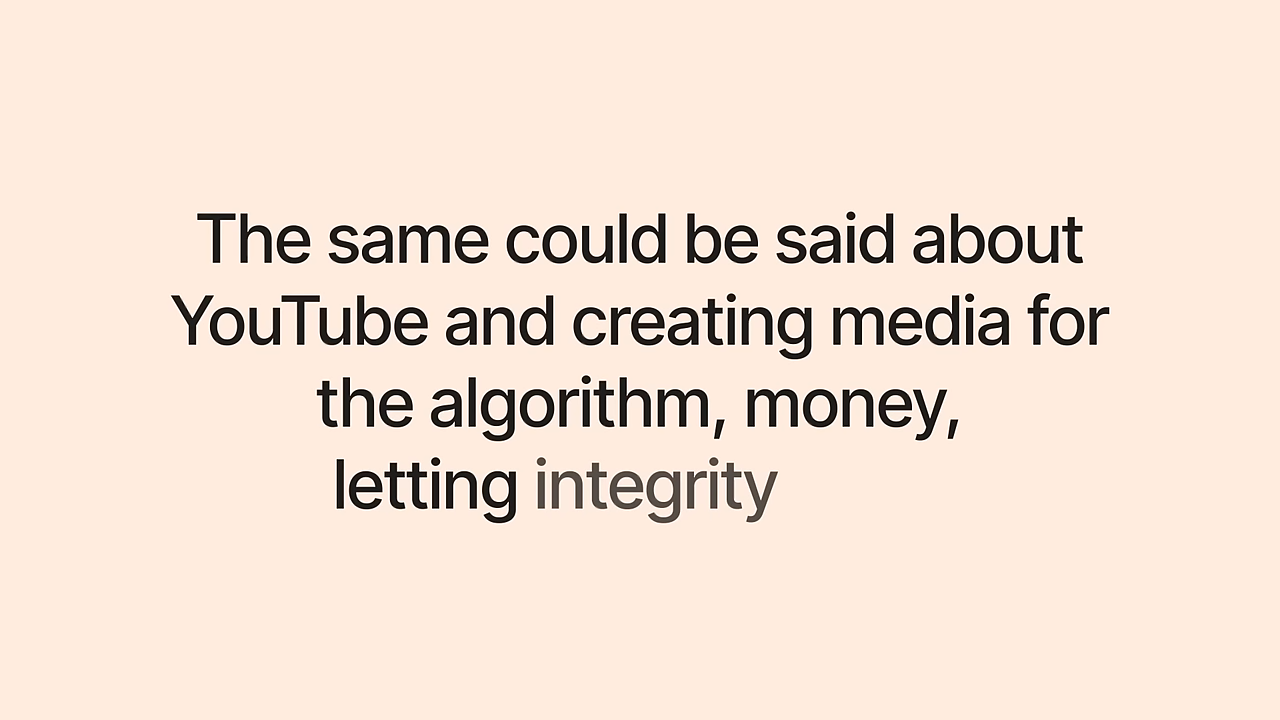 The same could be said about
YouTube and creating media for
the algorithm, money,
letting integrity